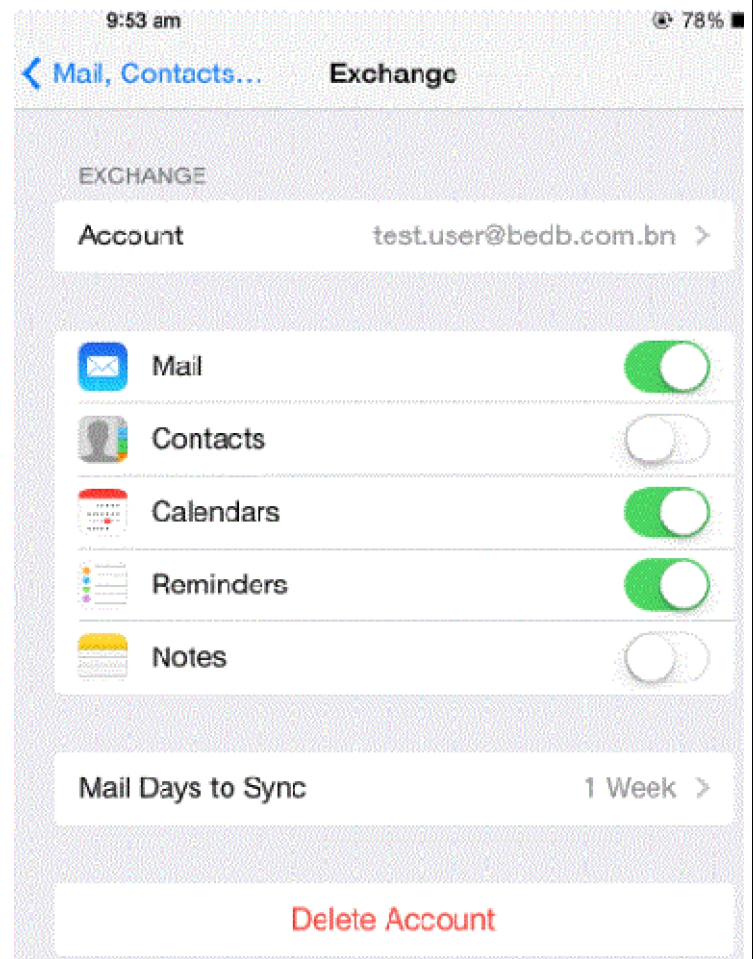 9:53 am 78%
Mail, Contacts... Exchange
EXCHANGE
Account test.user@bedb.com.bn
Mail
Contacts
Calendars
Reminders
Notes
Mail Days to Sync 1 Week
Delete Account